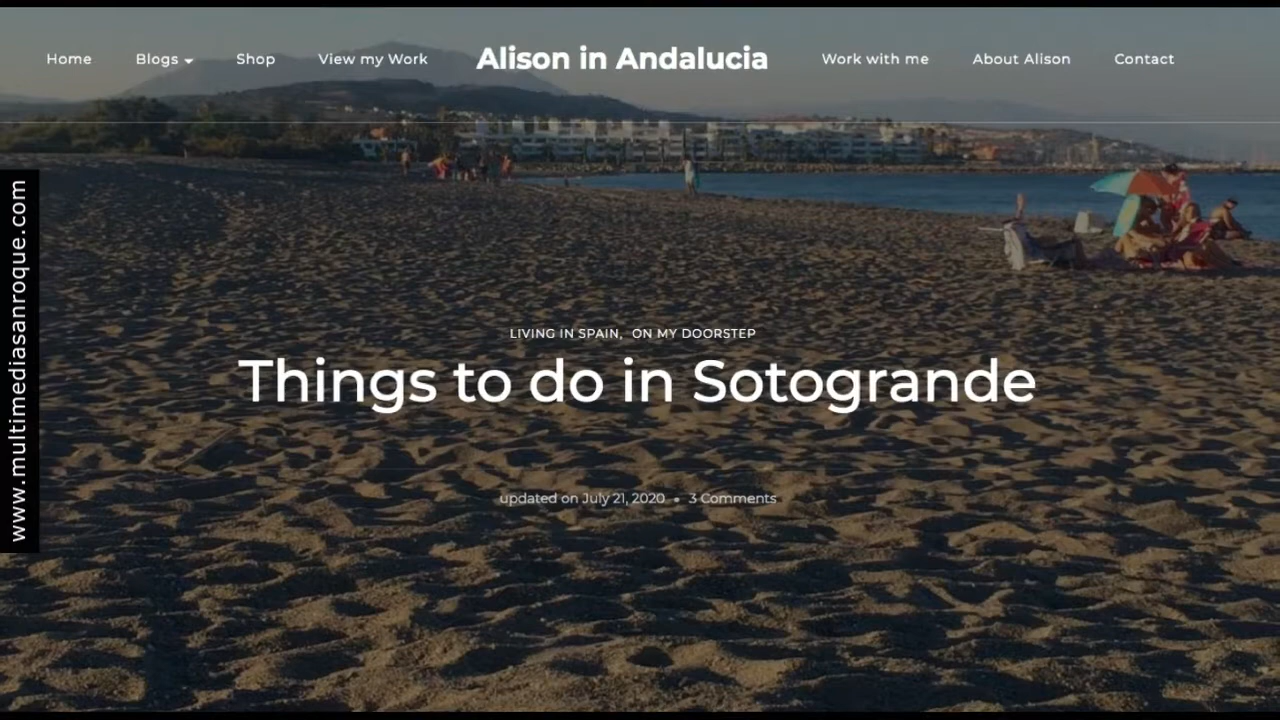 Home Blogs Shop View my Work Alison in Andalucia Work with me About Alison Contact
www.multimediasanroque.com
LIVING IN SPAIN, ON MY DOORSTEP
Things to do in Sotogrande
updated on July 21, 2020 • 3 Comments